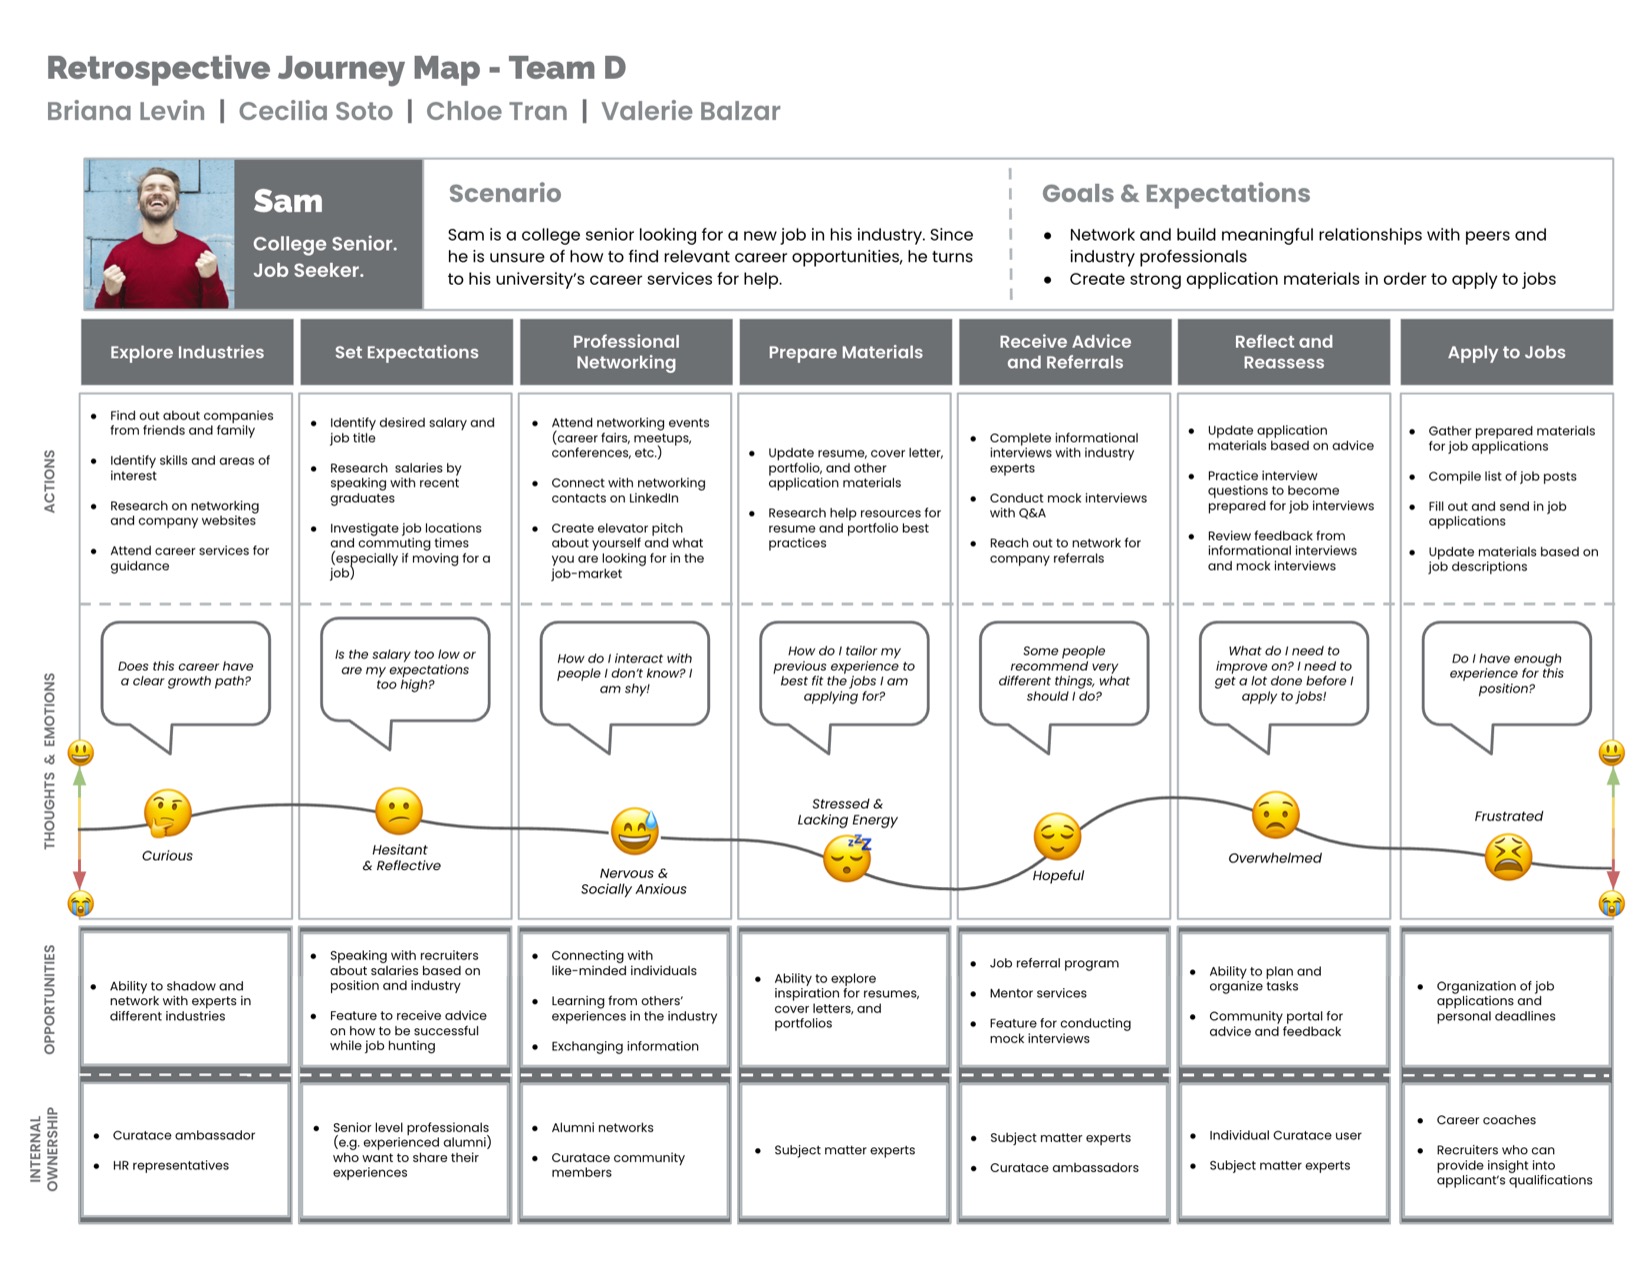 Retrospective Journey Map - Team D
Briana Levin | Cecilia Soto | Chloe Tran | Valerie Balzar
Sam
College Senior.
Job Seeker.
Scenario
Sam is a college senior looking for a new job in his industry. Since
he is unsure of how to find relevant career opportunities, he turns
to his university's career services for help.
Goals & Expectations
● Network and build meaningful relationships with peers and
industry professionals
● Create strong application materials in order to apply to jobs
Explore Industries
Set Expectations
Professional
Networking
Prepare Materials
Receive Advice
and Referrals
Reflect and
Reassess
Apply to Jobs
ACTIONS
● Find out about companies
from friends and family
● Identify skills and areas of
interest
● Research on networking
and company websites
● Attend career services for
guidance
● Identify desired salary and
job title
● Research salaries by
speaking with recent
graduates
● Investigate job locations
and commuting times
(especially if moving for a
job)
● Attend networking events
(career fairs, meetups,
conferences, etc.)
● Connect with networking
contacts on LinkedIn
● Create elevator pitch
about yourself and what
you are looking for in the
job-market
● Update resume, cover letter,
portfolio, and other
application materials
● Research help resources for
resume and portfolio best
practices
● Complete informational
interviews with industry
experts
● Conduct mock interviews
with Q&A
● Reach out to network for
company referrals
● Update application
materials based on advice
● Practice interview
questions to become
prepared for job interviews
● Review feedback from
informational interviews
and mock interviews
● Gather prepared materials
for job applications
● Compile list of job posts
● Fill out and send in job
applications
● Update materials based on
job descriptions
THOUGHTS & EMOTIONS
Does this career have
a clear growth path?
Is the salary too low or
are my expectations
too high?
How do I interact with
people I don't know? I
am shy!
How do I tailor my
previous experience to
best fit the jobs I am
applying for?
Some people
recommend very
different things, what
should I do?
What do I need to
improve on? I need to
get a lot done before I
apply to jobs!
Do I have enough
experience for this
position?
Curious
Hesitant
& Reflective
Nervous &
Socially Anxious
Stressed &
Lacking Energy
Hopeful
Overwhelmed
Frustrated
OPPORTUNITIES
● Ability to shadow and
network with experts in
different industries
● Speaking with recruiters
about salaries based on
position and industry
● Feature to receive advice
on how to be successful
while job hunting
● Connecting with
like-minded individuals
● Learning from others'
experiences in the industry
● Exchanging information
● Ability to explore
inspiration for resumes,
cover letters, and
portfolios
● Job referral program
● Mentor services
● Feature for conducting
mock interviews
● Ability to plan and
organize tasks
● Community portal for
advice and feedback
● Organization of job
applications and
personal deadlines
INTERNAL
OWNERSHIP
● Curatace ambassador
● HR representatives
● Senior level professionals
(e.g. experienced alumni)
who want to share their
experiences
● Alumni networks
● Curatace community
members
● Subject matter experts
● Subject matter experts
● Curatace ambassadors
● Individual Curatace user
● Subject matter experts
● Career coaches
● Recruiters who can
provide insight into
applicant's qualifications